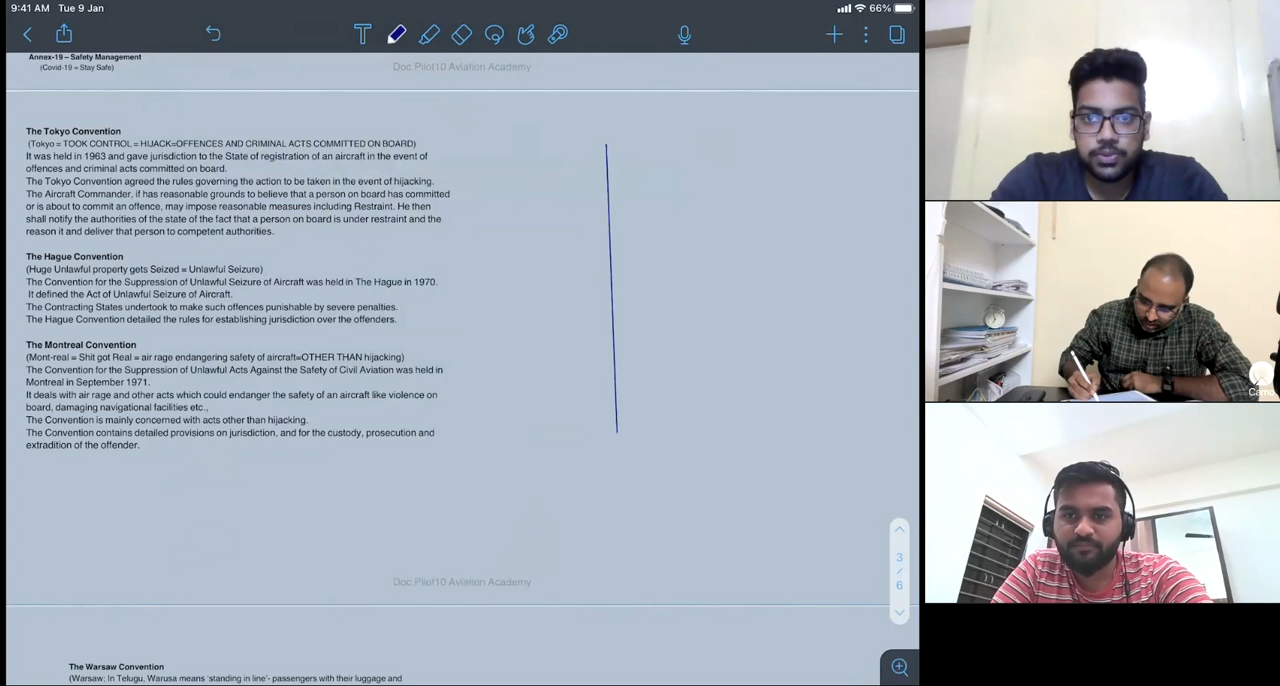 9:41 AM Tue 9 Jan
66%
T
Annex-19 – Safety Management
(Covid-19 = Stay Safe)
Doc.Pilot10 Aviation Academy
The Tokyo Convention
(Tokyo = TOOK CONTROL = HIJACK=OFFENCES AND CRIMINAL ACTS COMMITTED ON BOARD)
It was held in 1963 and gave jurisdiction to the State of registration of an aircraft in the event of
offences and criminal acts committed on board.
The Tokyo Convention agreed the rules governing the action to be taken in the event of hijacking.
The Aircraft Commander, if has reasonable grounds to believe that a person on board has committed
or is about to commit an offence, may impose reasonable measures including Restraint. He then
shall notify the authorities of the state of the fact that a person on board is under restraint and the
reason it and deliver that person to competent authorities.
The Hague Convention
(Huge Unlawful property gets Seized = Unlawful Seizure)
The Convention for the Suppression of Unlawful Seizure of Aircraft was held in The Hague in 1970.
It defined the Act of Unlawful Seizure of Aircraft.
The Contracting States undertook to make such offences punishable by severe penalties.
The Hague Convention detailed the rules for establishing jurisdiction over the offenders.
The Montreal Convention
(Mont-real = Shit got Real = air rage endangering safety of aircraft=OTHER THAN hijacking)
The Convention for the Suppression of Unlawful Acts Against the Safety of Civil Aviation was held in
Montreal in September 1971.
It deals with air rage and other acts which could endanger the safety of an aircraft like violence on
board, damaging navigational facilities etc.,
The Convention is mainly concerned with acts other than hijacking.
The Convention contains detailed provisions on jurisdiction, and for the custody, prosecution and
extradition of the offender.
Doc.Pilot10 Aviation Academy
3
/
6
The Warsaw Convention
(Warsaw: In Telugu, Warusa means 'standing in line'- passengers with their luggage and
Camo